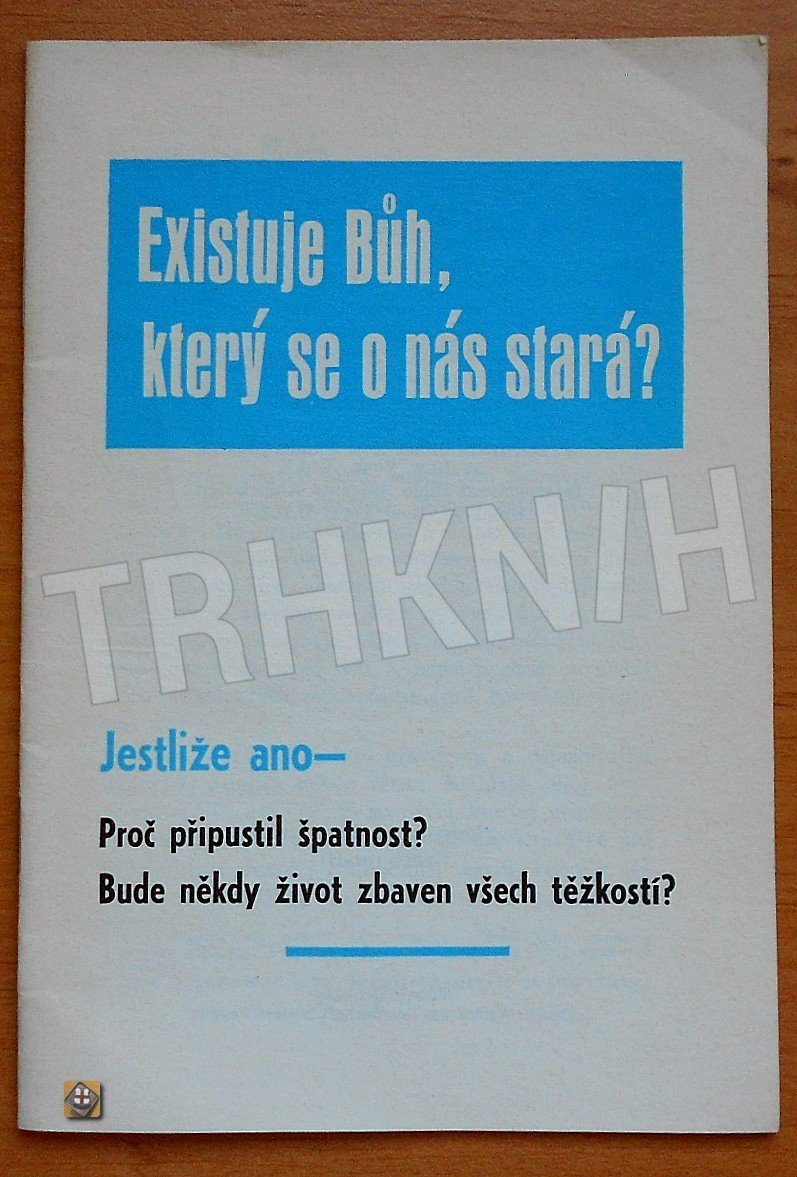 Existuje Bůh,
který se o nás stará?
TRHKNIH
Jestliže ano—
Proč připustil špatnost?
Bude někdy život zbaven všech těžkostí?